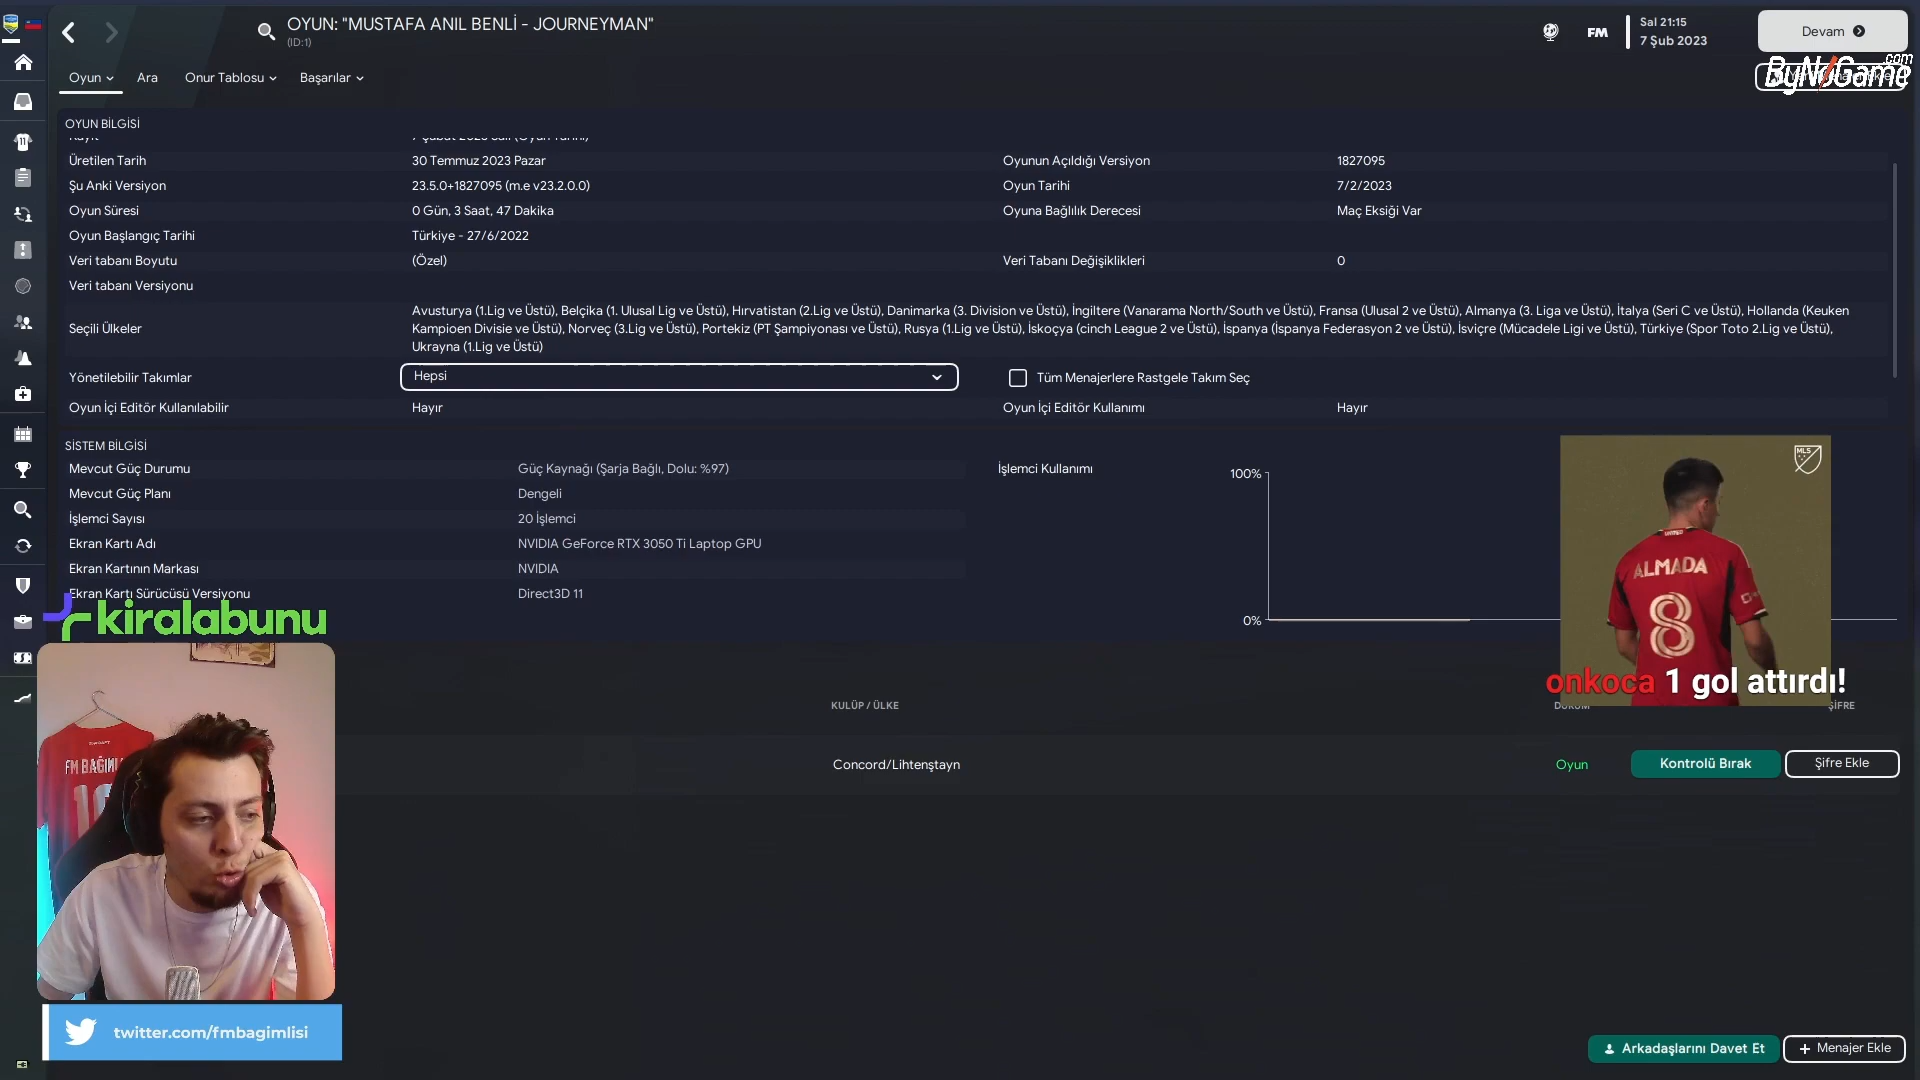 OYUN: "MUSTAFA ANIL BENLİ - JOURNEYMAN"
(ID:1)
FM
Sal 21:15
7 Şub 2023
Devam
ByNoGame.com
Oyun
Ara
Onur Tablosu
Başarılar
OYUN BİLGİSİ
Üretilen Tarih
30 Temmuz 2023 Pazar
Oyunun Açıldığı Versiyon
1827095
Şu Anki Versiyon
23.5.0+1827095 (m.e v23.2.0.0)
Oyun Tarihi
7/2/2023
Oyun Süresi
0 Gün, 3 Saat, 47 Dakika
Oyuna Bağlılık Derecesi
Maç Eksiği Var
Oyun Başlangıç Tarihi
Türkiye - 27/6/2022
Veri tabanı Boyutu
(Özel)
Veri Tabanı Değişiklikleri
0
Veri tabanı Versiyonu
Seçili Ülkeler
Avusturya (1.Lig ve Üstü), Belçika (1. Ulusal Lig ve Üstü), Hırvatistan (2.Lig ve Üstü), Danimarka (3. Division ve Üstü), İngiltere (Vanarama North/South ve Üstü), Fransa (Ulusal 2 ve Üstü), Almanya (3. Liga ve Üstü), İtalya (Seri C ve Üstü), Hollanda (Keuken
Kampioen Divisie ve Üstü), Norveç (3.Lig ve Üstü), Portekiz (PT Şampiyonası ve Üstü), Rusya (1.Lig ve Üstü), İskoçya (cinch League 2 ve Üstü), İspanya (İspanya Federasyon 2 ve Üstü), İsviçre (Mücadele Ligi ve Üstü), Türkiye (Spor Toto 2.Lig ve Üstü),
Ukrayna (1.Lig ve Üstü)
Yönetilebilir Takımlar
Hepsi
Tüm Menajerlere Rastgele Takım Seç
Oyun İçi Editör Kullanılabilir
Hayır
Oyun İçi Editör Kullanımı
Hayır
SİSTEM BİLGİSİ
Mevcut Güç Durumu
Güç Kaynağı (Şarja Bağlı, Dolu: %97)
İşlemci Kullanımı
100%
0%
Mevcut Güç Planı
Dengeli
İşlemci Sayısı
20 İşlemci
Ekran Kartı Adı
NVIDIA GeForce RTX 3050 Ti Laptop GPU
Ekran Kartının Markası
NVIDIA
Ekran Kartı Sürücüsü Versiyonu
Direct3D 11
kiralabunu
MLS
ALMADA
8
onkoca 1 gol attırdı!
KULÜP / ÜLKE
DURUM
ŞİFRE
Concord/Lihtenştayn
Oyun
Kontrolü Bırak
Şifre Ekle
twitter.com/fmbagimlisi
Arkadaşlarını Davet Et
Menajer Ekle